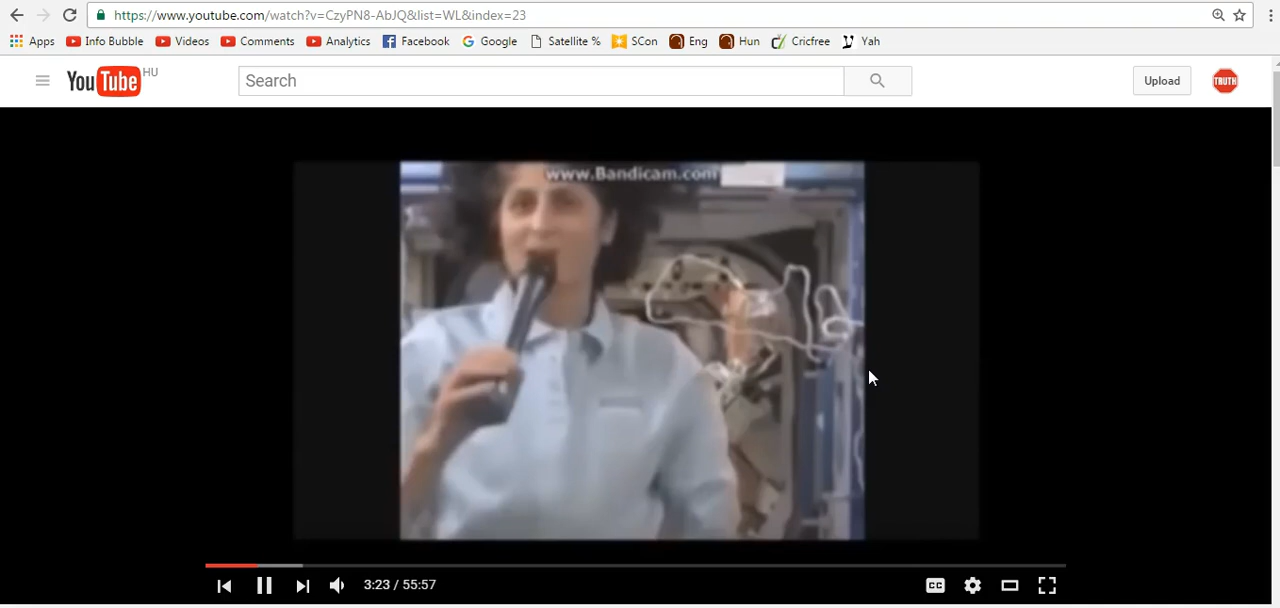 https://www.youtube.com/watch?v=CzyPN8-AbJQ&list=WL&index=23
Apps Info Bubble Videos Comments Analytics Facebook Google Satellite % SCon Eng Hun Cricfree Yah
YouTube HU Search Upload TRUTH
www.Bandicam.com
3:23 / 55:57 CC